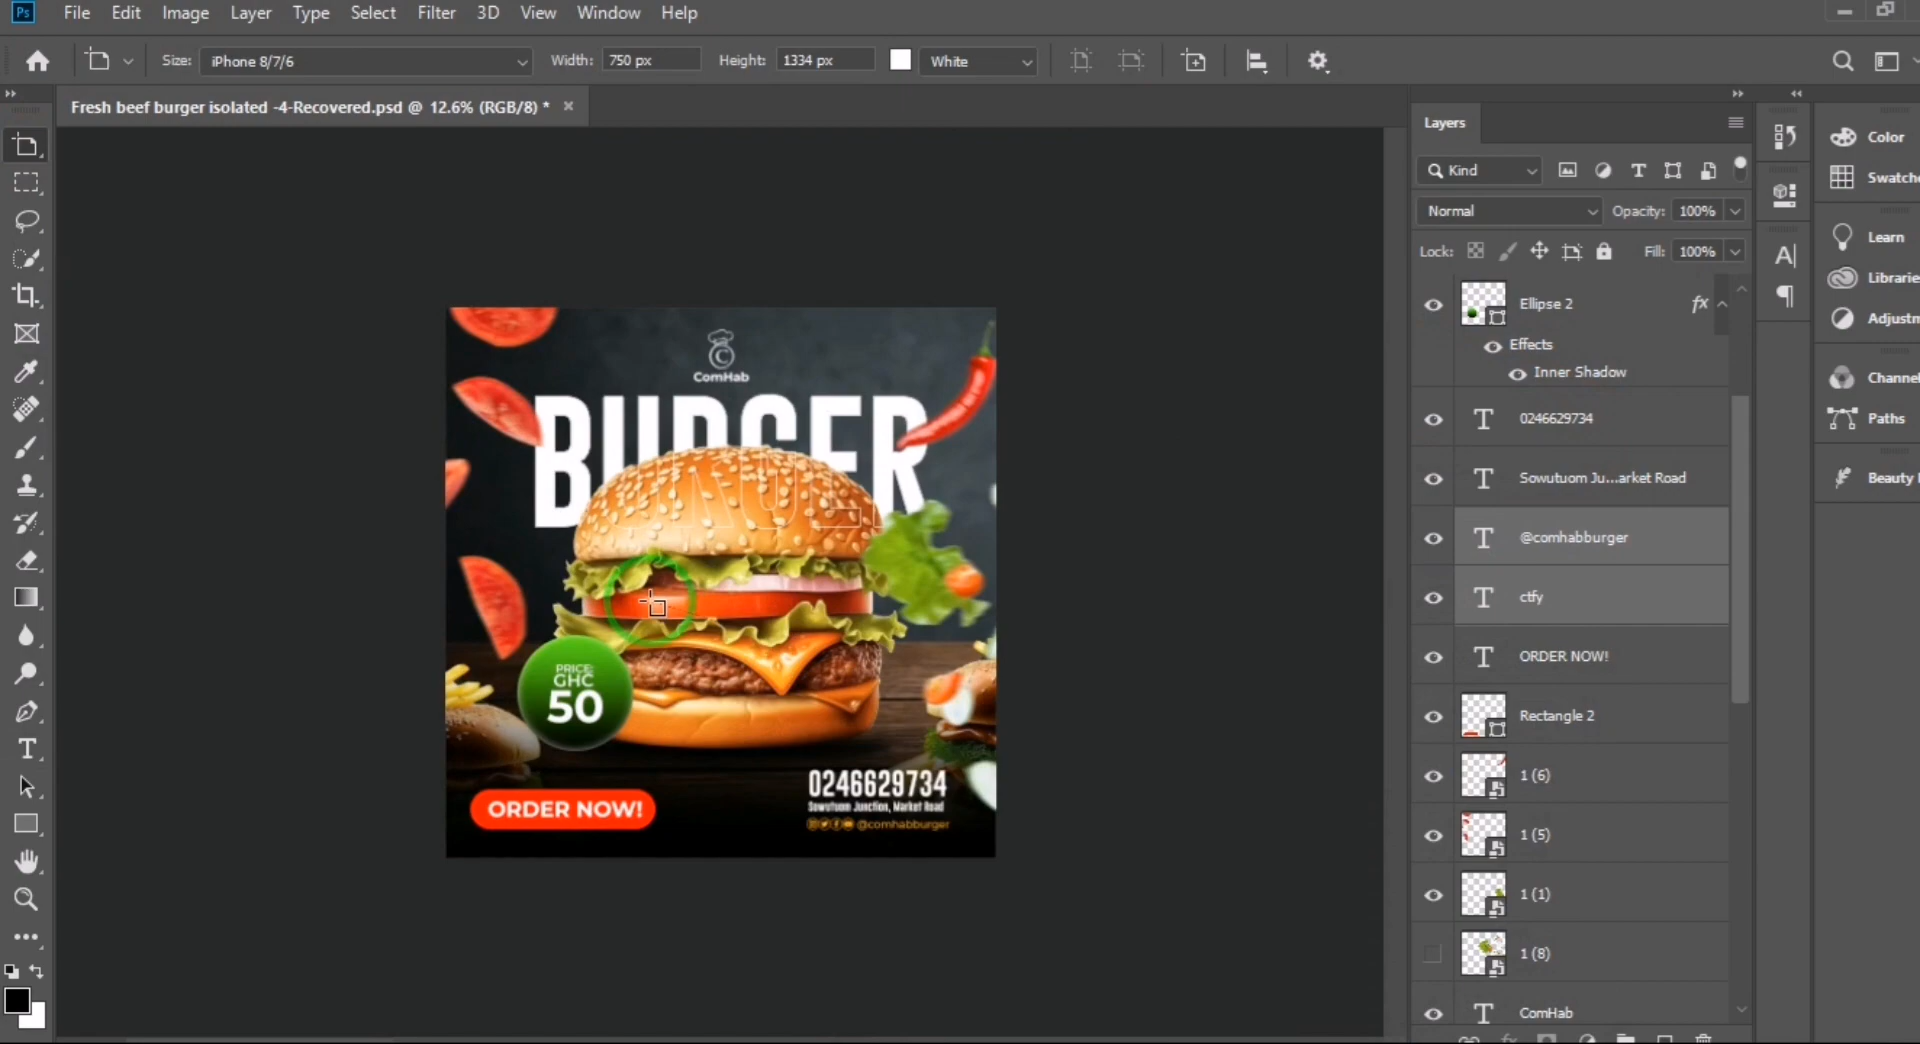 Ps File Edit Image Layer Type Select Filter 3D View Window Help
Size: iPhone 8/7/6 Width: 750 px Height: 1334 px White
Fresh beef burger isolated -4-Recovered.psd @ 12.6% (RGB/8) * ×
ComHab
BURGER
PRICE:
GHC
50
ORDER NOW!
0246629734
Sowutuom Junction, Market Road
@comhabburger
Layers
Kind
Normal Opacity: 100%
Lock: Fill: 100%
Ellipse 2 fx
Effects
Inner Shadow
0246629734
Sowutuom Ju...arket Road
@comhabburger
ctfy
ORDER NOW!
Rectangle 2
1 (6)
1 (5)
1 (1)
1 (8)
ComHab
Color
Swatche
Learn
Librarie
Adjustm
Channel
Paths
Beauty